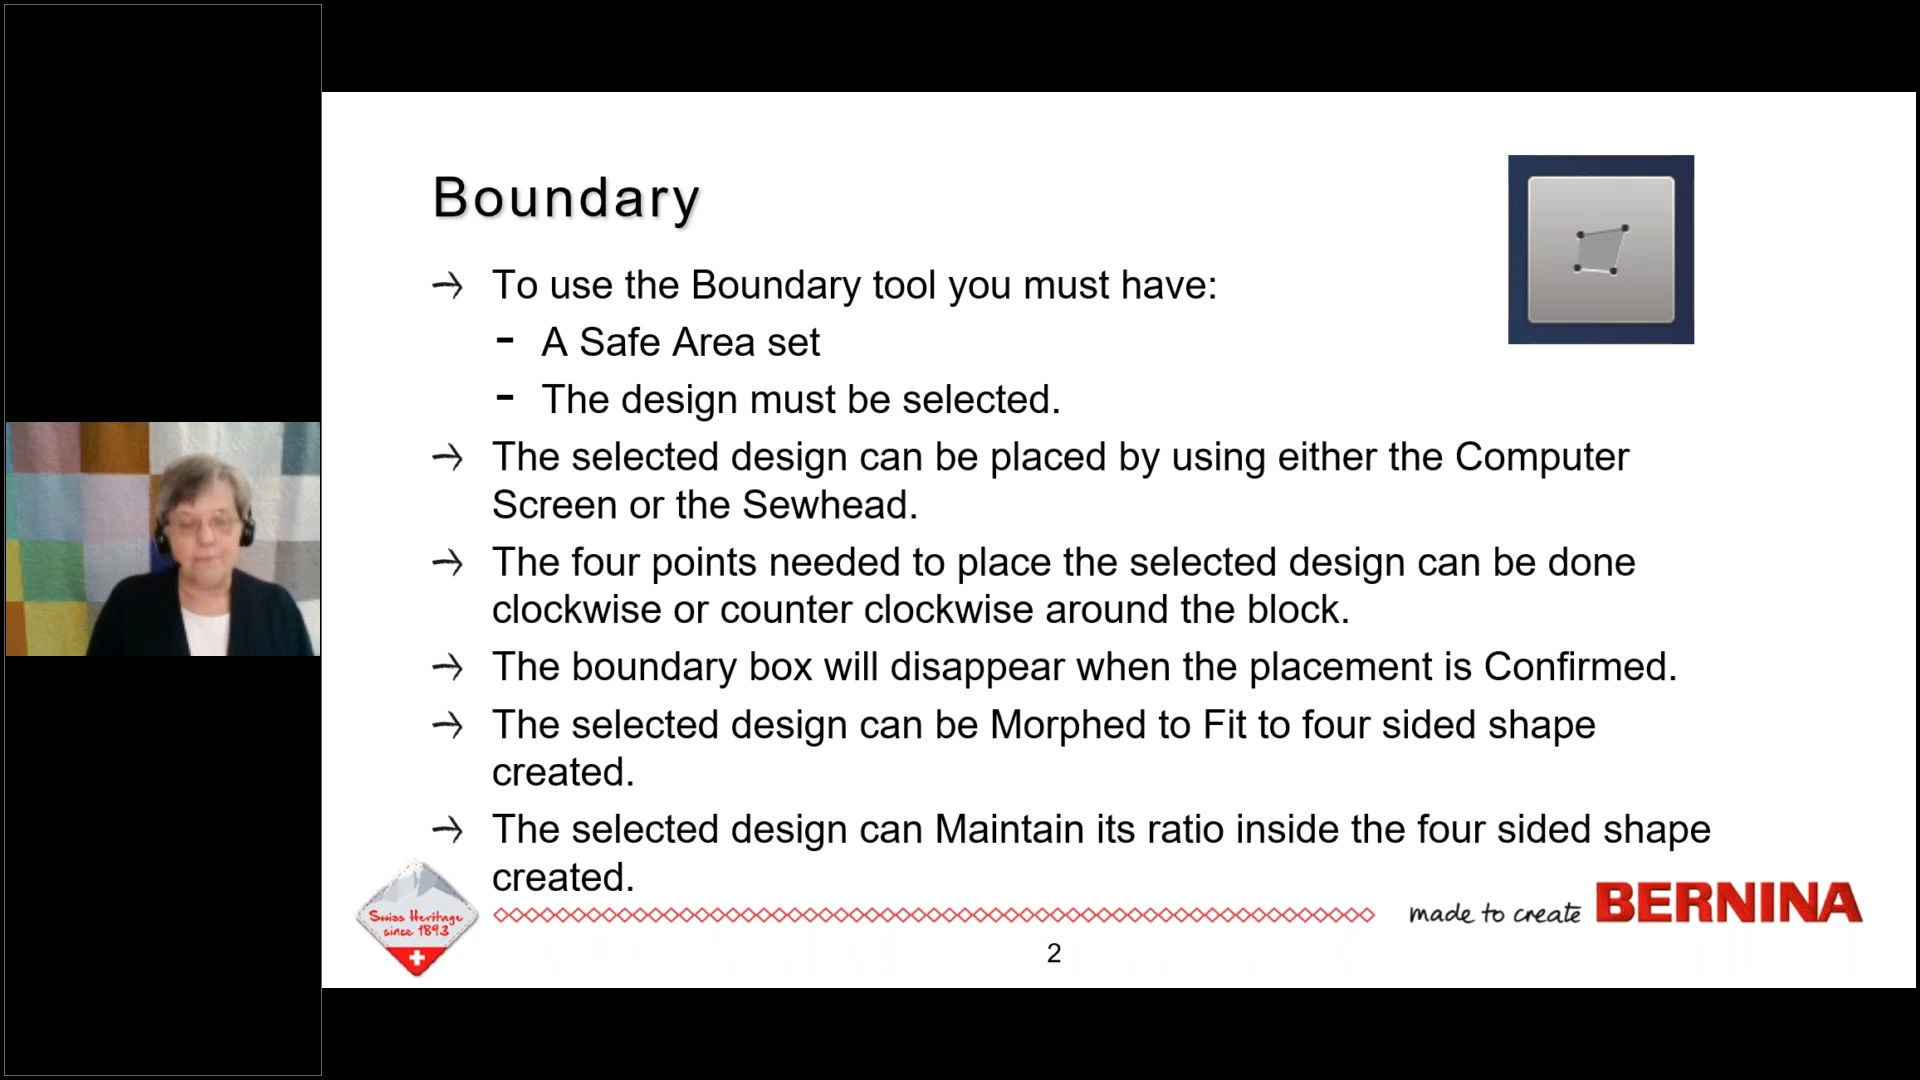 Boundary
To use the Boundary tool you must have:
- A Safe Area set
- The design must be selected.
The selected design can be placed by using either the Computer
Screen or the Sewhead.
The four points needed to place the selected design can be done
clockwise or counter clockwise around the block.
The boundary box will disappear when the placement is Confirmed.
The selected design can be Morphed to Fit to four sided shape
created.
The selected design can Maintain its ratio inside the four sided shape
created.
Swiss Heritage
since 1893
made to create BERNINA
2